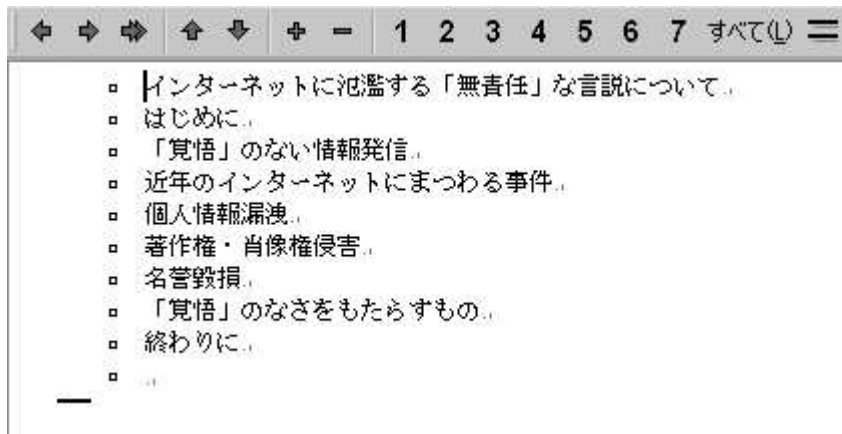 1 2 3 4 5 6 7 すべて(L)
インターネットに氾濫する「無責任」な言説について
はじめに
「覚悟」のない情報発信
近年のインターネットにまつわる事件
個人情報漏洩
著作権・肖像権侵害
名誉毀損
「覚悟」のなさをもたらすもの
終わりに